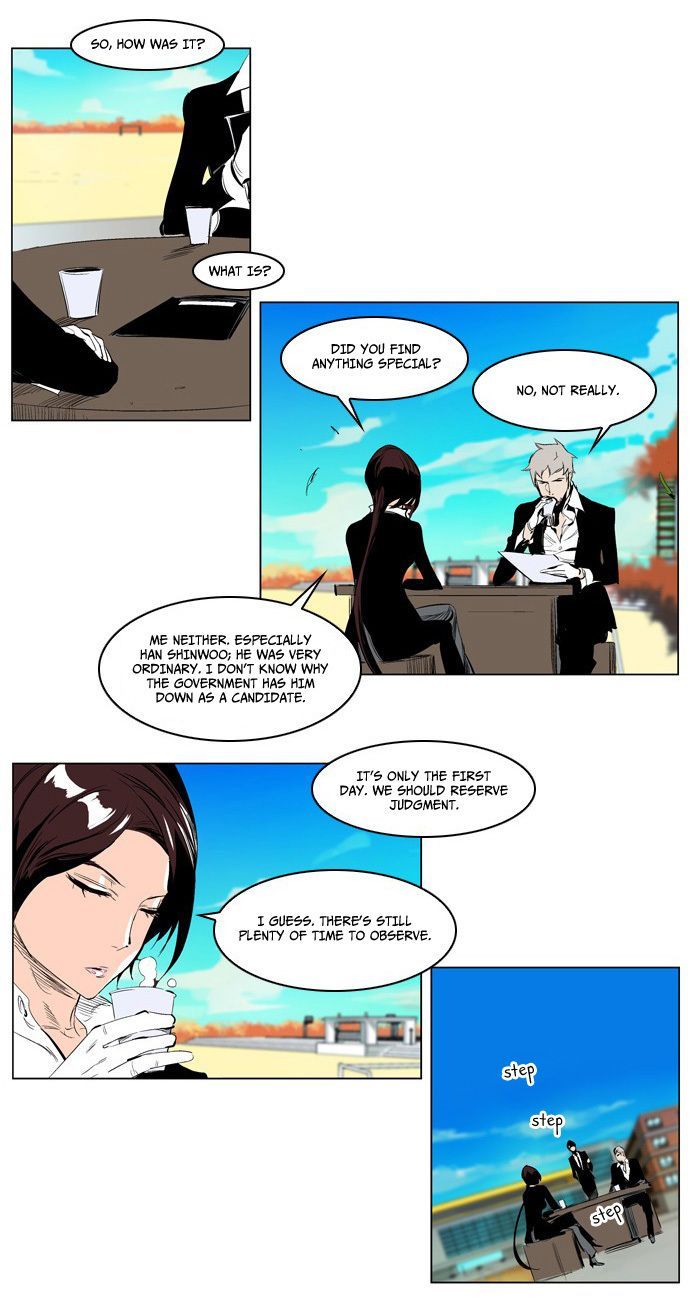 SO, HOW WAS IT?
WHAT IS?
DID YOU FIND
ANYTHING SPECIAL?
NO, NOT REALLY.
ME NEITHER. ESPECIALLY
HAN SHINWOO; HE WAS VERY
ORDINARY. I DON'T KNOW WHY
THE GOVERNMENT HAS HIM
DOWN AS A CANDIDATE.
IT'S ONLY THE FIRST
DAY. WE SHOULD RESERVE
JUDGMENT.
I GUESS. THERE'S STILL
PLENTY OF TIME TO OBSERVE.
step
step
step